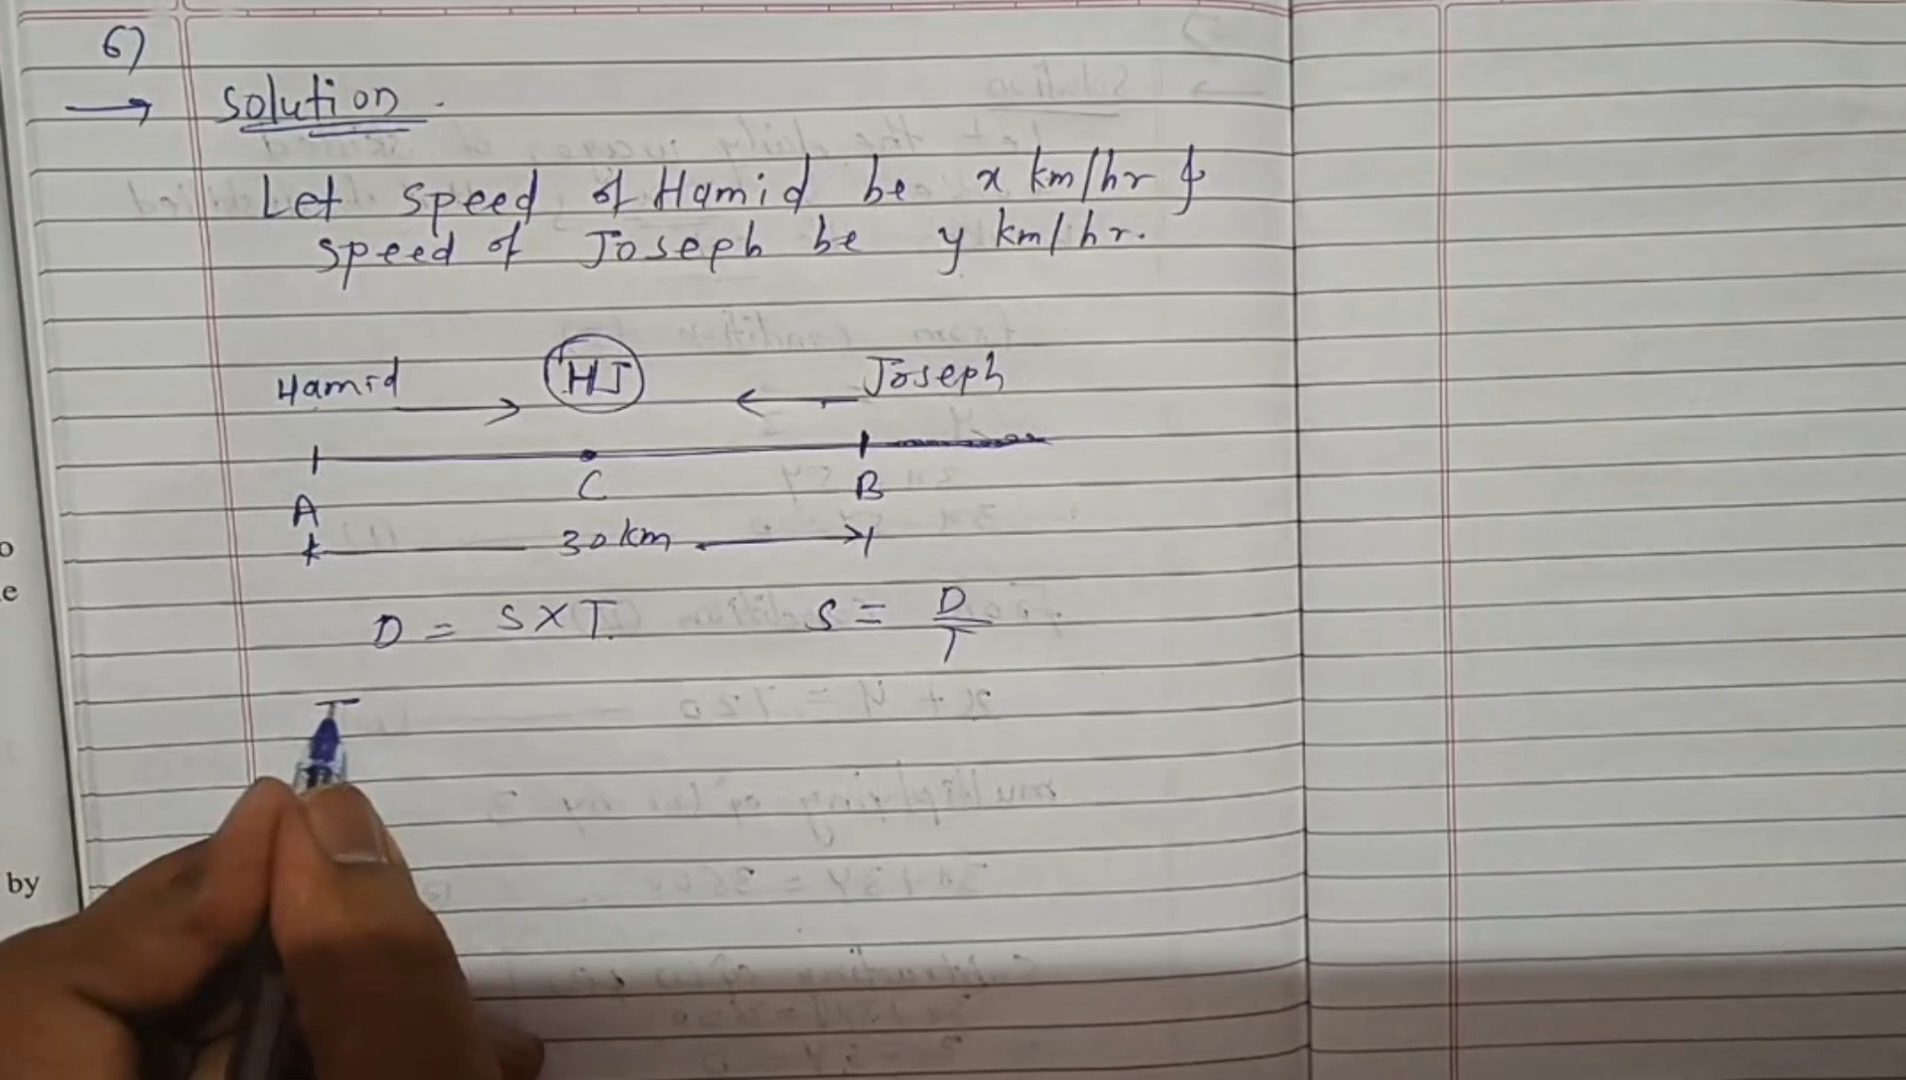 6)
Solution.
Let speed of Hamid be x km/hr &
speed of Joseph be y km/hr.
Hamid HJ Joseph
A C B
30 km
D = S × T. S = D/T
T
by